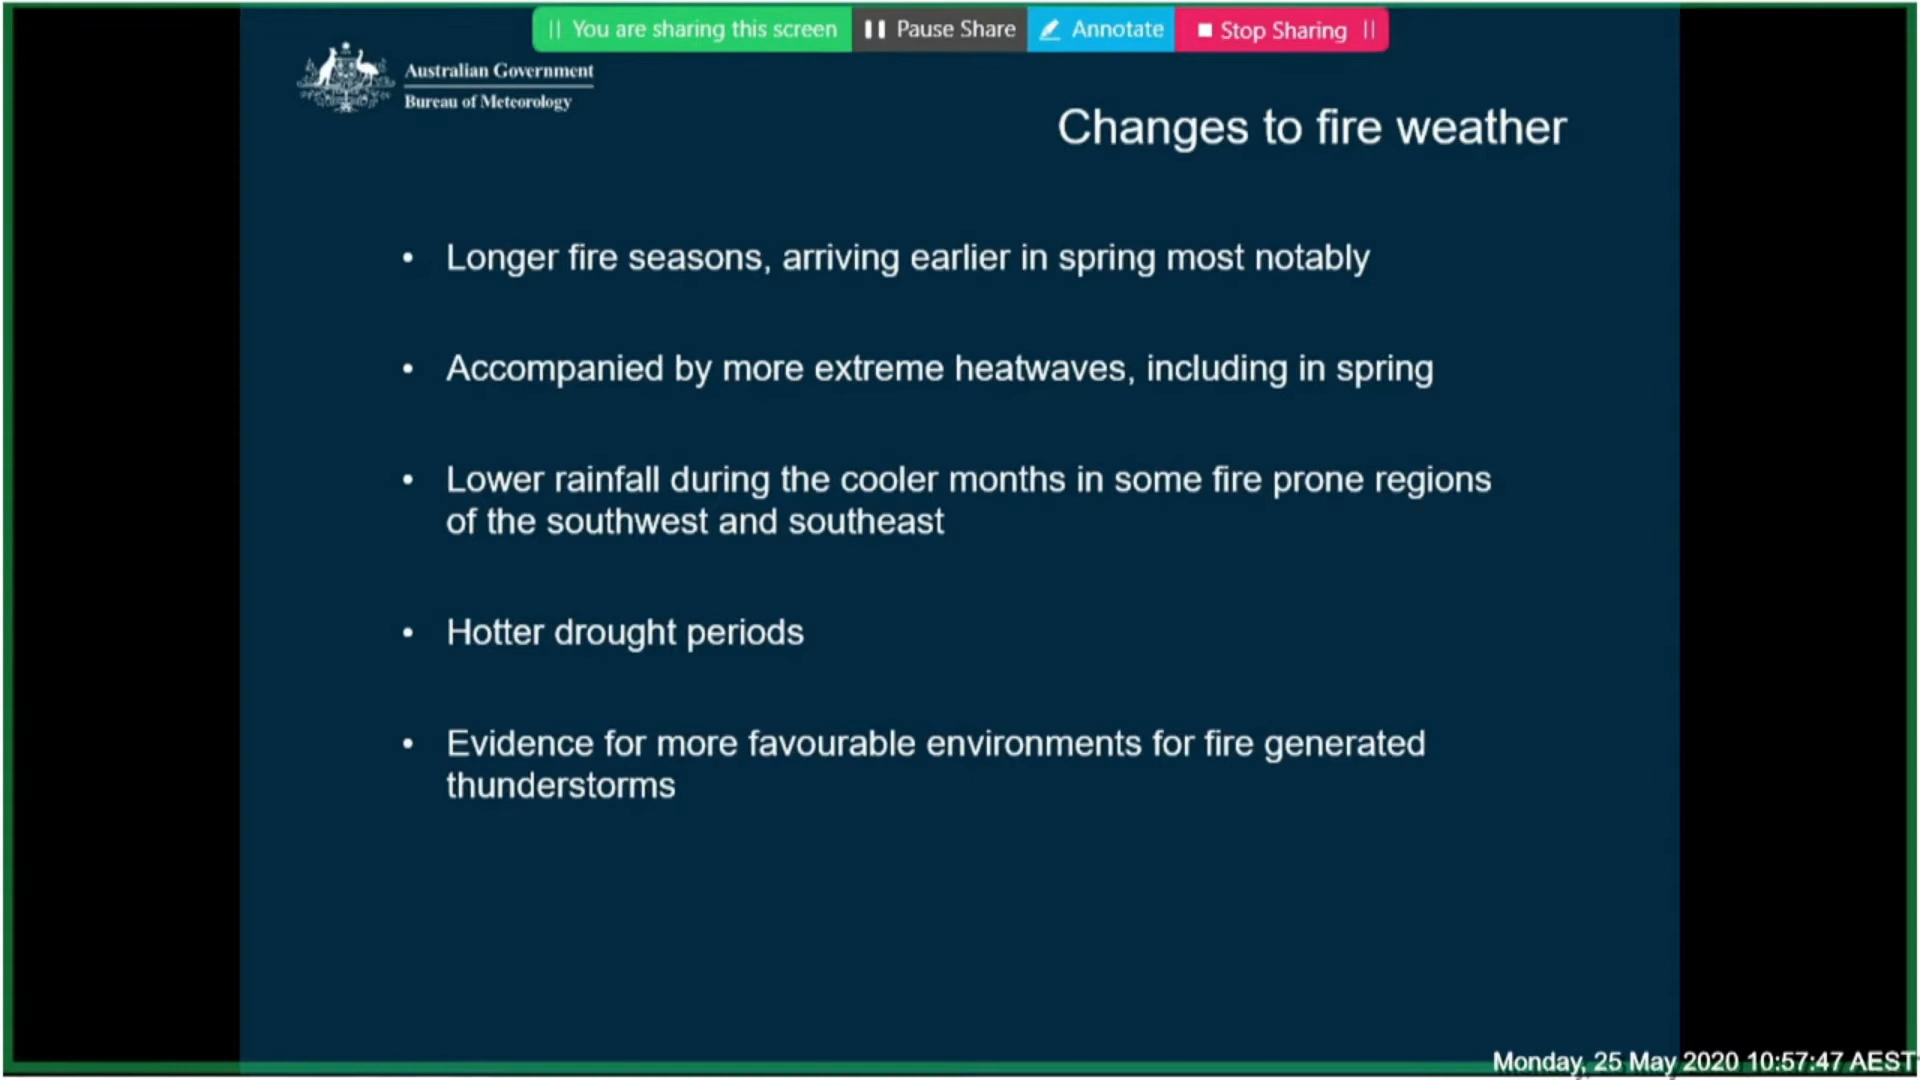 You are sharing this screen
Pause Share
Annotate
Stop Sharing
Australian Government
Bureau of Meteorology
Changes to fire weather
• Longer fire seasons, arriving earlier in spring most notably
• Accompanied by more extreme heatwaves, including in spring
• Lower rainfall during the cooler months in some fire prone regions
of the southwest and southeast
• Hotter drought periods
• Evidence for more favourable environments for fire generated
thunderstorms
Monday, 25 May 2020 10:57:47 AEST